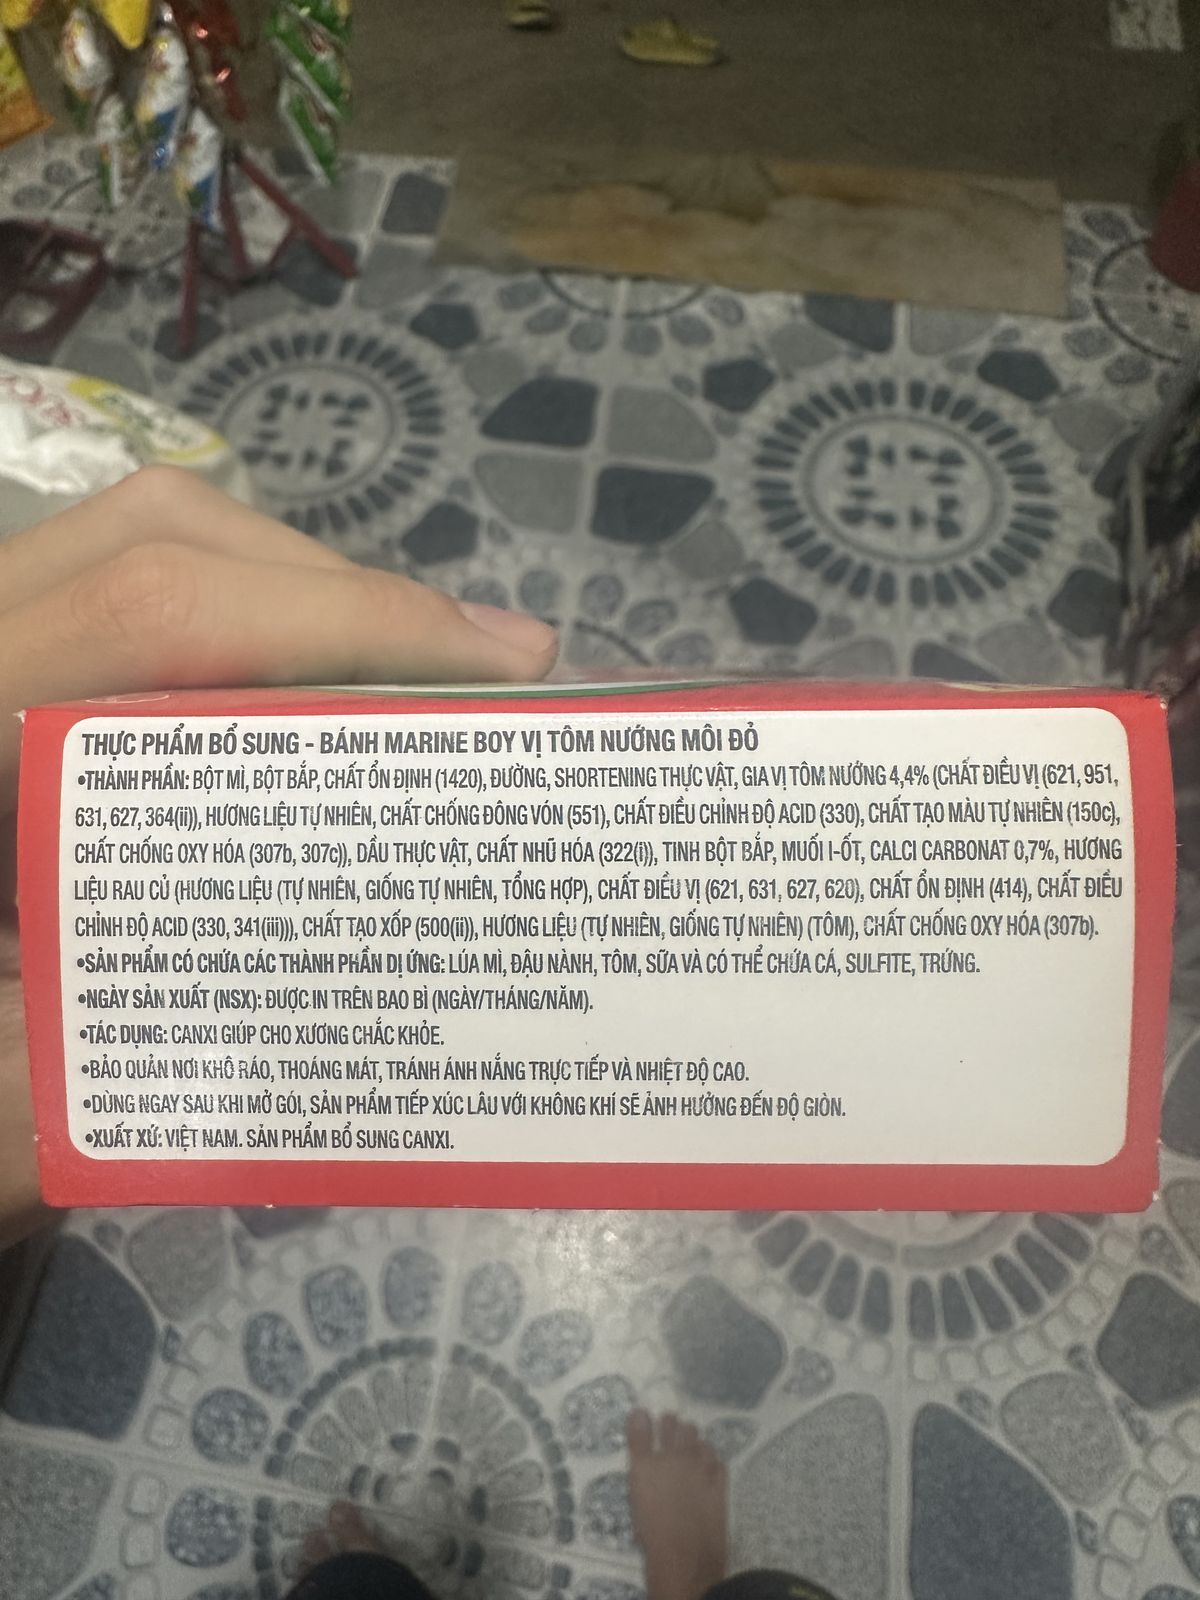 THỰC PHẨM BỔ SUNG - BÁNH MARINE BOY VỊ TÔM NƯỚNG MÔI ĐỎ
•THÀNH PHẦN: BỘT MÌ, BỘT BẮP, CHẤT ỔN ĐỊNH (1420), ĐƯỜNG, SHORTENING THỰC VẬT, GIA VỊ TÔM NƯỚNG 4,4% (CHẤT ĐIỀU VỊ (621, 951,
631, 627, 364(ii)), HƯƠNG LIỆU TỰ NHIÊN, CHẤT CHỐNG ĐÔNG VÓN (551), CHẤT ĐIỀU CHỈNH ĐỘ ACID (330), CHẤT TẠO MÀU TỰ NHIÊN (150c),
CHẤT CHỐNG OXY HÓA (307b, 307c)), DẦU THỰC VẬT, CHẤT NHŨ HÓA (322(i)), TINH BỘT BẮP, MUỐI I-ỐT, CALCI CARBONAT 0,7%, HƯƠNG
LIỆU RAU CỦ (HƯƠNG LIỆU (TỰ NHIÊN, GIỐNG TỰ NHIÊN, TỔNG HỢP), CHẤT ĐIỀU VỊ (621, 631, 627, 620), CHẤT ỔN ĐỊNH (414), CHẤT ĐIỀU
CHỈNH ĐỘ ACID (330, 341(iii))), CHẤT TẠO XỐP (500(ii)), HƯƠNG LIỆU (TỰ NHIÊN, GIỐNG TỰ NHIÊN) (TÔM), CHẤT CHỐNG OXY HÓA (307b).
•SẢN PHẨM CÓ CHỨA CÁC THÀNH PHẦN DỊ ỨNG: LÚA MÌ, ĐẬU NÀNH, TÔM, SỮA VÀ CÓ THỂ CHỨA CÁ, SULFITE, TRỨNG.
•NGÀY SẢN XUẤT (NSX): ĐƯỢC IN TRÊN BAO BÌ (NGÀY/THÁNG/NĂM).
•TÁC DỤNG: CANXI GIÚP CHO XƯƠNG CHẮC KHỎE.
•BẢO QUẢN NƠI KHÔ RÁO, THOÁNG MÁT, TRÁNH ÁNH NẮNG TRỰC TIẾP VÀ NHIỆT ĐỘ CAO.
•DÙNG NGAY SAU KHI MỞ GÓI, SẢN PHẨM TIẾP XÚC LÂU VỚI KHÔNG KHÍ SẼ ẢNH HƯỞNG ĐẾN ĐỘ GIÒN.
•XUẤT XỨ: VIỆT NAM. SẢN PHẨM BỔ SUNG CANXI.